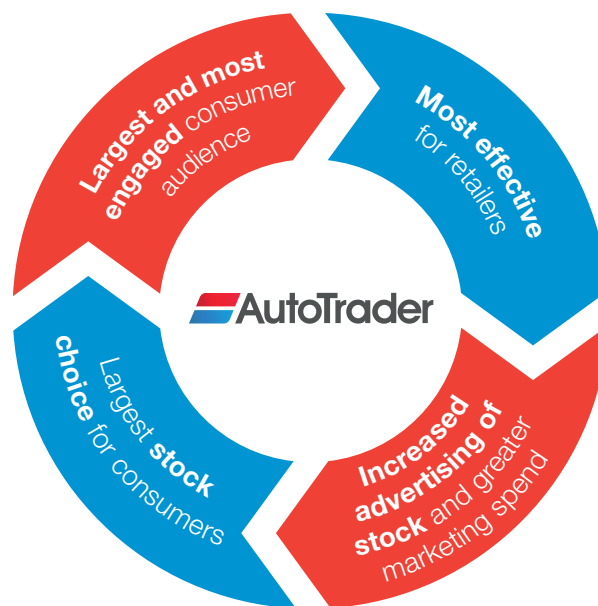 Largest and most
engaged consumer
audience
Most effective
for retailers
AutoTrader
Increased
advertising of
stock and greater
marketing spend
Largest stock
choice for consumers